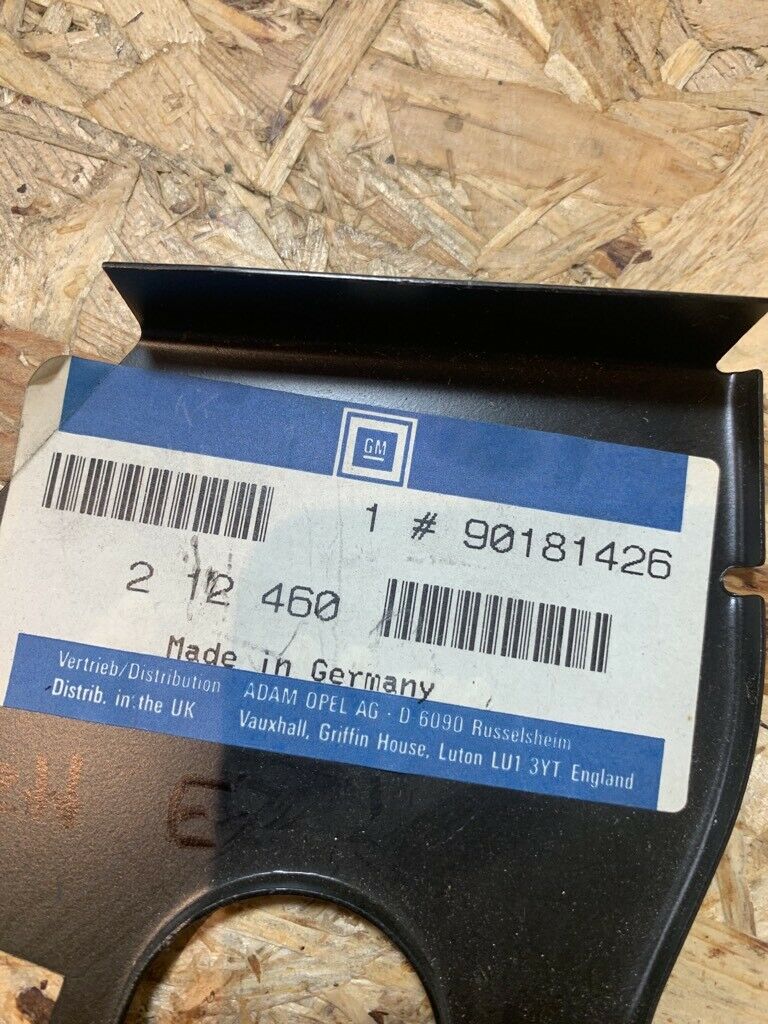 GM
1 # 90181426
2 12 460
Made in Germany
Vertrieb/Distribution ADAM OPEL AG · D 6090 Russelsheim
Distrib. in the UK Vauxhall, Griffin House, Luton LU1 3YT England